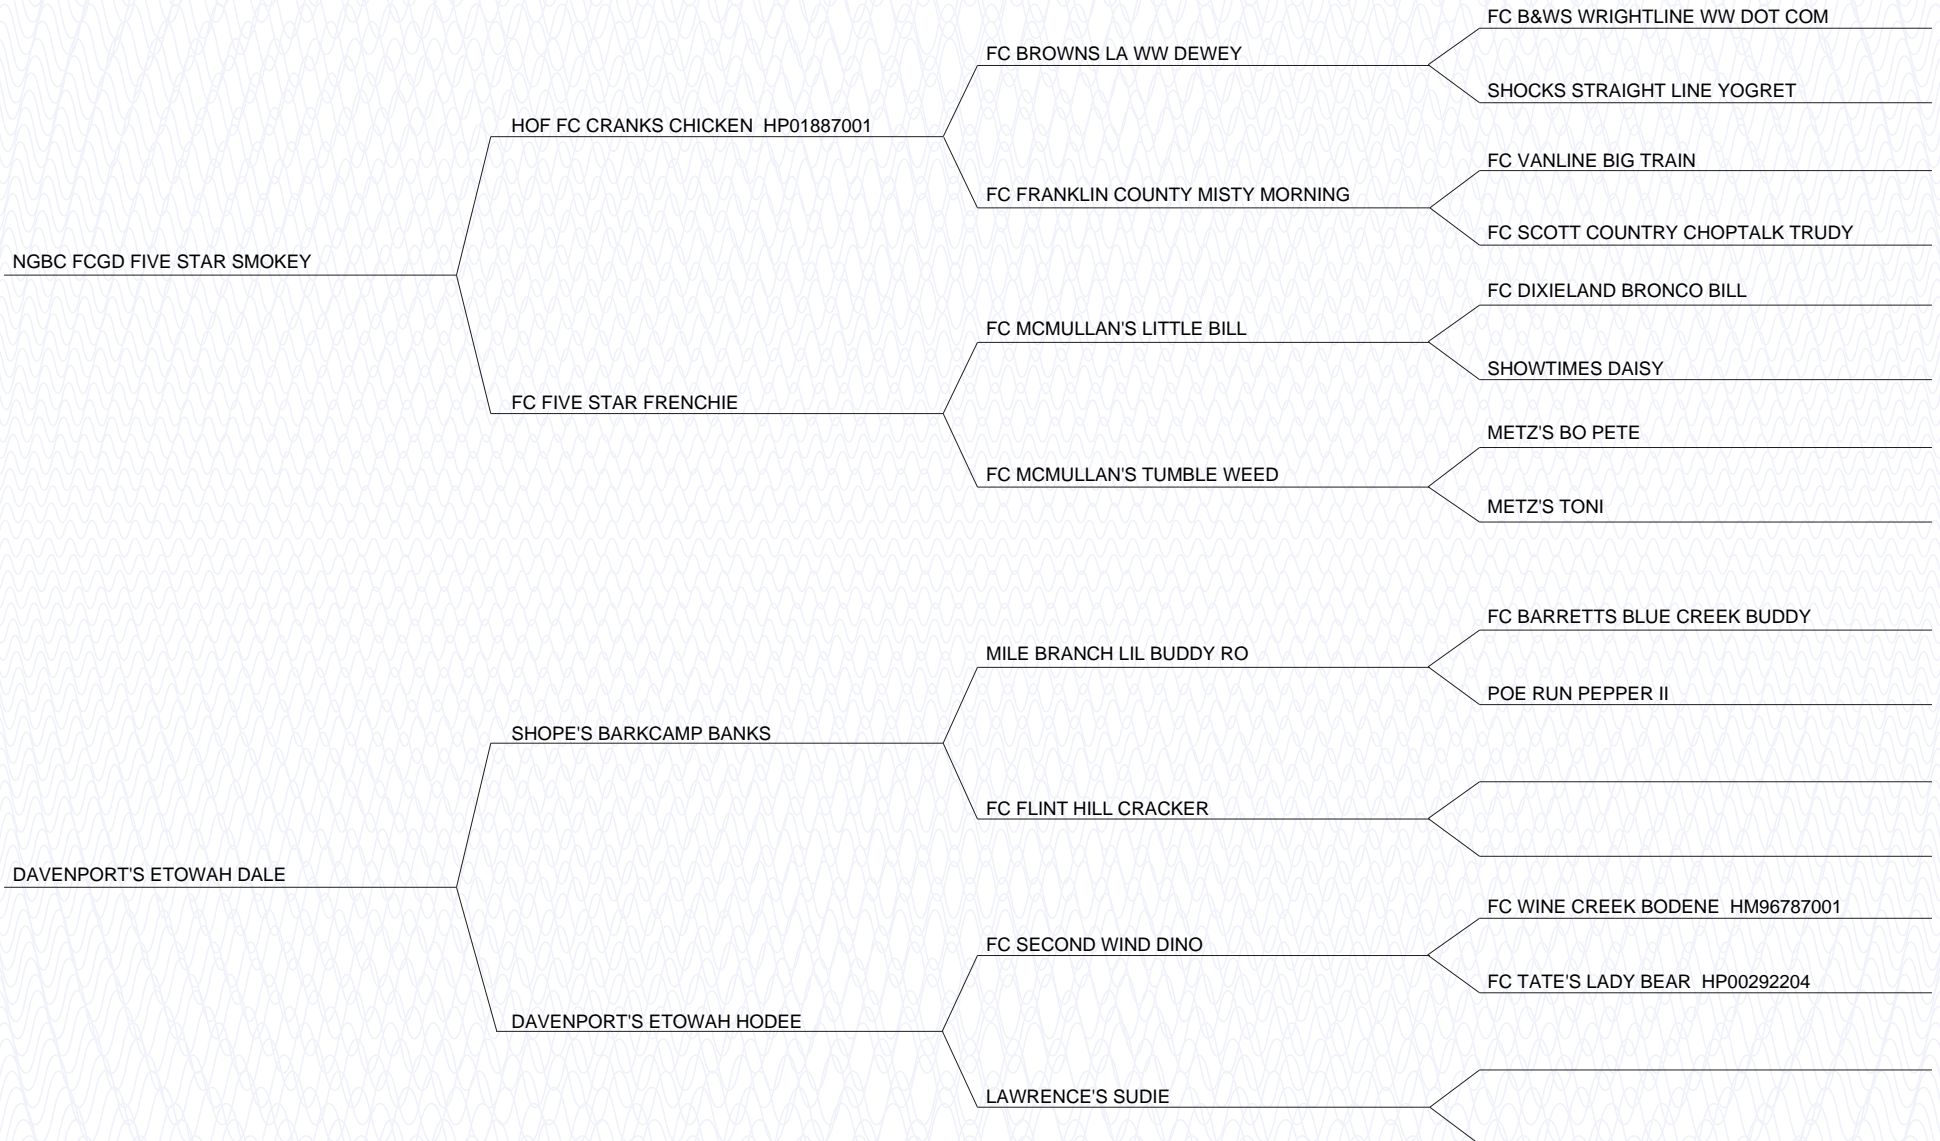 FC B&WS WRIGHTLINE WW DOT COM
FC BROWNS LA WW DEWEY
SHOCKS STRAIGHT LINE YOGRET
HOF FC CRANKS CHICKEN HP01887001
FC VANLINE BIG TRAIN
FC FRANKLIN COUNTY MISTY MORNING
FC SCOTT COUNTRY CHOPTALK TRUDY
NGBC FCGD FIVE STAR SMOKEY
FC DIXIELAND BRONCO BILL
FC MCMULLAN'S LITTLE BILL
SHOWTIMES DAISY
FC FIVE STAR FRENCHIE
METZ'S BO PETE
FC MCMULLAN'S TUMBLE WEED
METZ'S TONI
FC BARRETTS BLUE CREEK BUDDY
MILE BRANCH LIL BUDDY RO
POE RUN PEPPER II
SHOPE'S BARKCAMP BANKS
FC FLINT HILL CRACKER
DAVENPORT'S ETOWAH DALE
FC WINE CREEK BODENE HM96787001
FC SECOND WIND DINO
FC TATE'S LADY BEAR HP00292204
DAVENPORT'S ETOWAH HODEE
LAWRENCE'S SUDIE